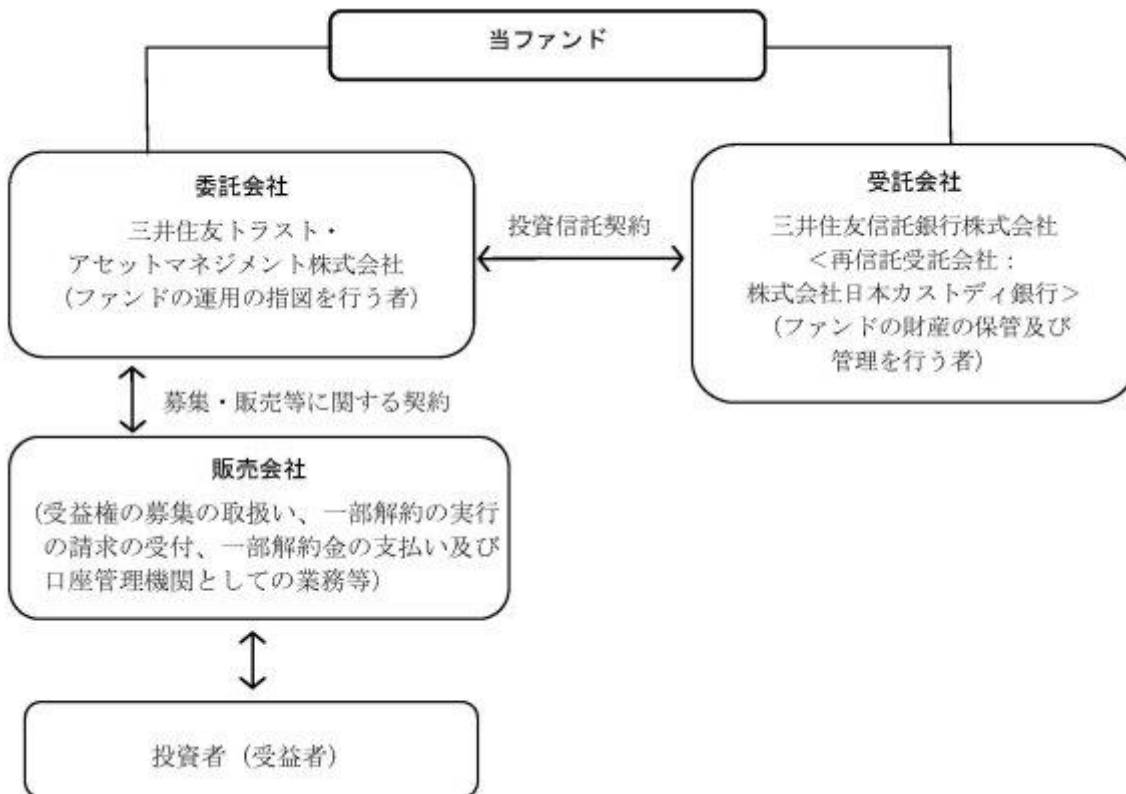 当ファンド
委託会社
三井住友トラスト・
アセットマネジメント株式会社
(ファンドの運用の指図を行う者)
投資信託契約
受託会社
三井住友信託銀行株式会社
<再信託受託会社:
株式会社日本カストディ銀行>
(ファンドの財産の保管及び
管理を行う者)
募集・販売等に関する契約
販売会社
(受益権の募集の取扱い、一部解約の実行
の請求の受付、一部解約金の支払い及び
口座管理機関としての業務等)
投資者(受益者)